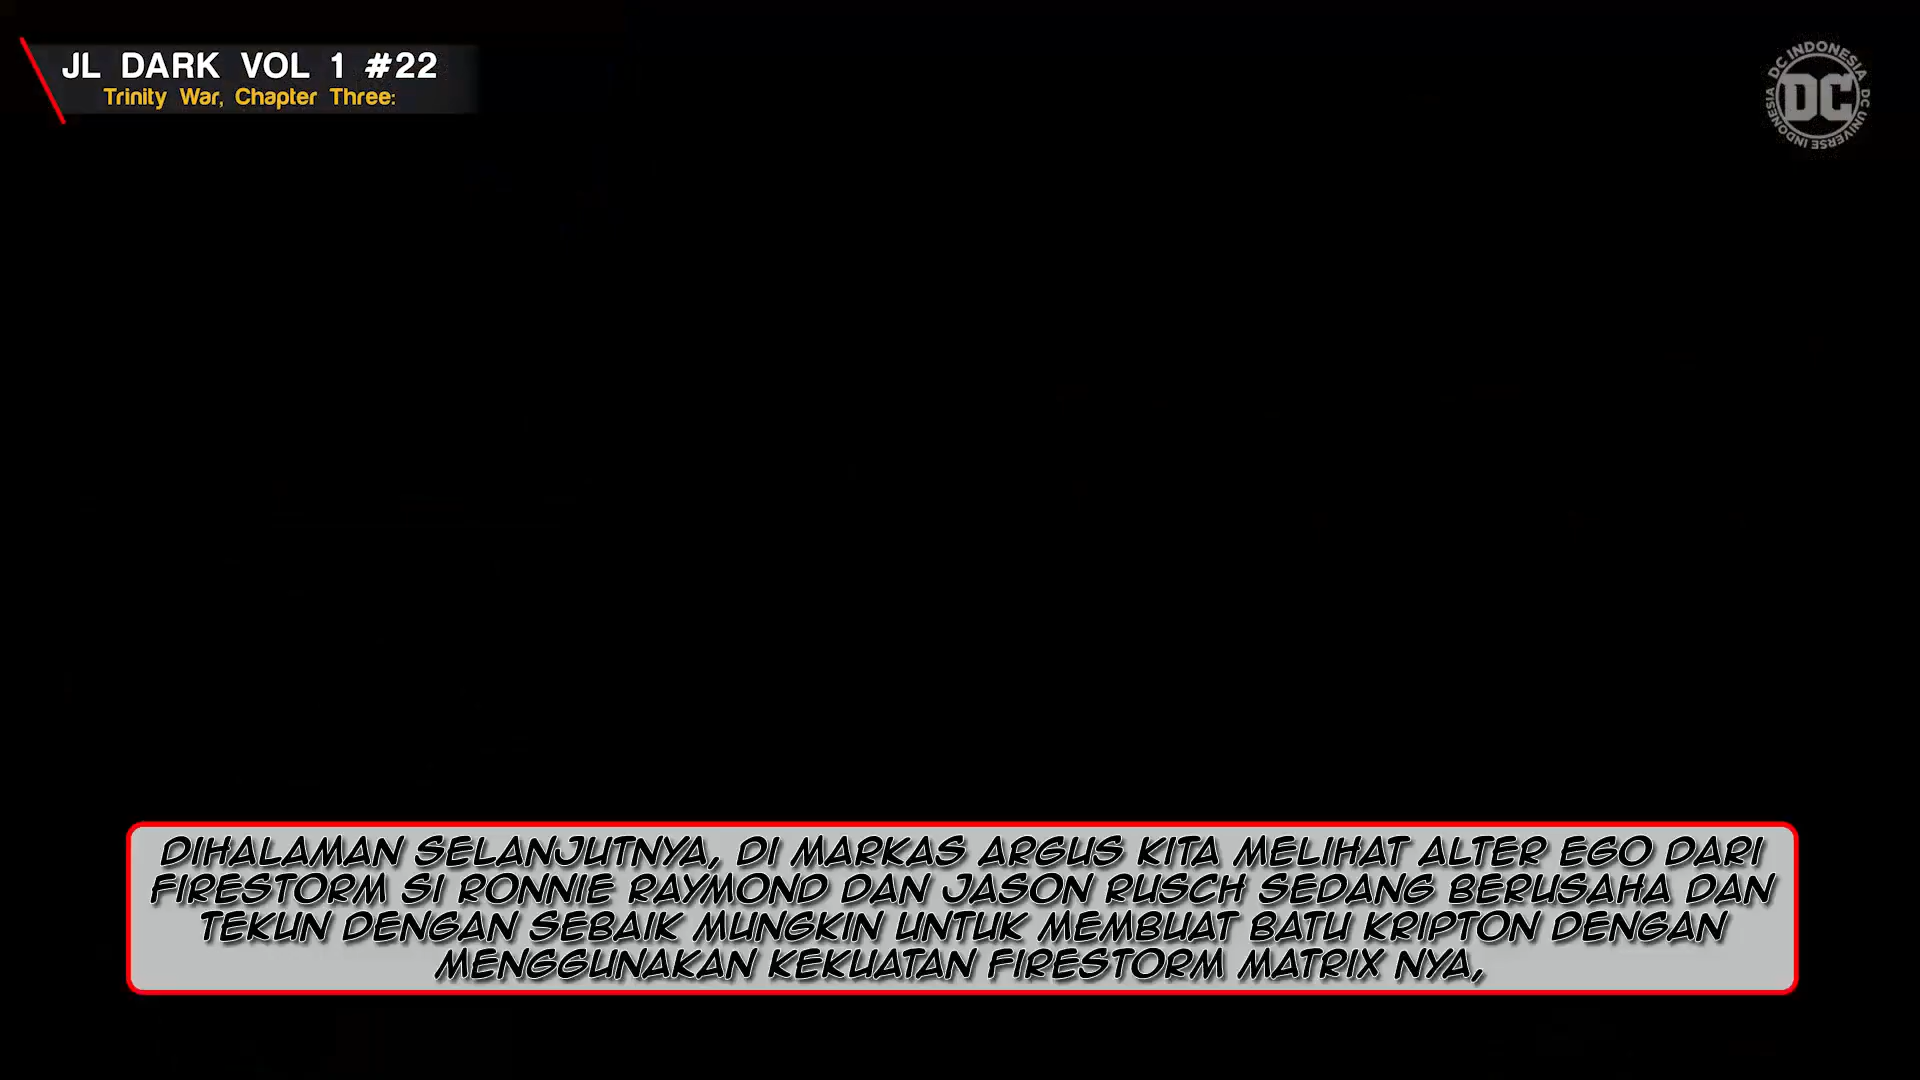 JL DARK VOL 1 #22
Trinity War, Chapter Three:
DC INDONESIA
DC
DC UNIVERSE INDONESIA
DIHALAMAN SELANJUTNYA, DI MARKAS ARGUS KITA MELIHAT ALTER EGO DARI
FIRESTORM SI RONNIE RAYMOND DAN JASON RUSCH SEDANG BERUSAHA DAN
TEKUN DENGAN SEBAIK MUNGKIN UNTUK MEMBUAT BATU KRIPTON DENGAN
MENGGUNAKAN KEKUATAN FIRESTORM MATRIX NYA,